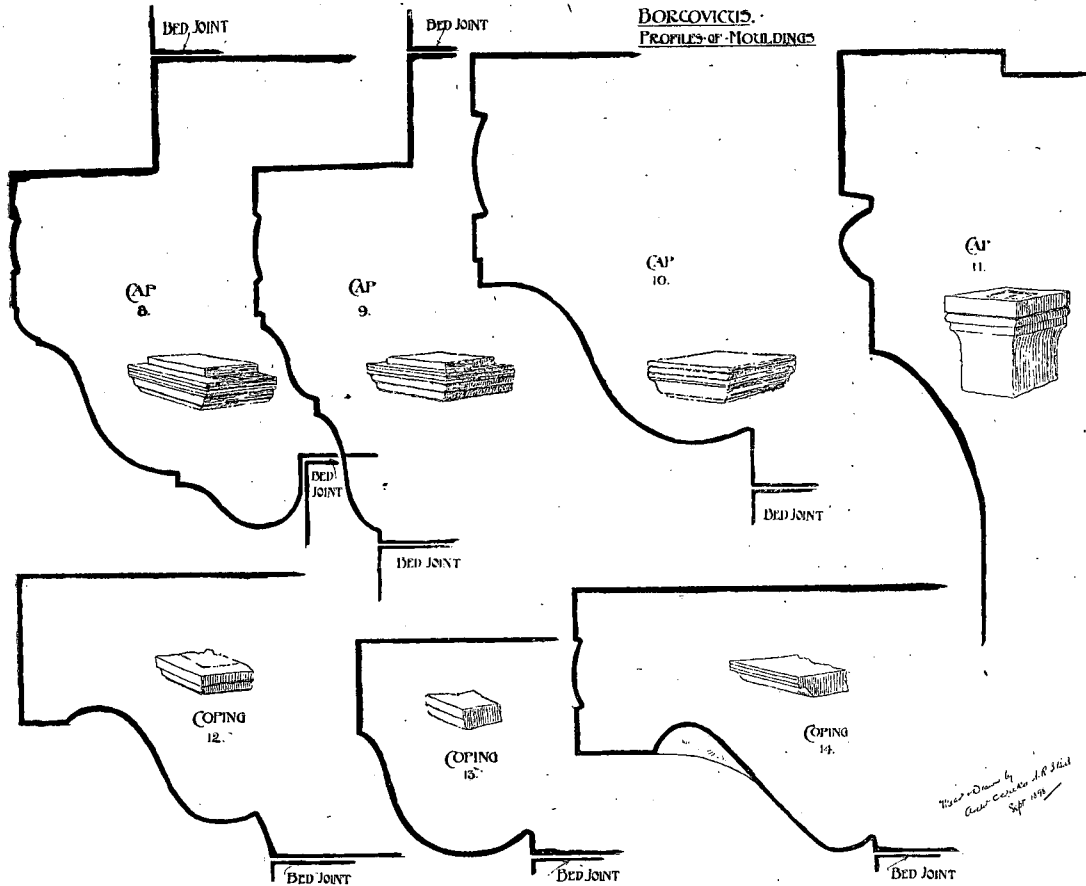 BORCOVICUS.
PROFILES·OF·MOULDINGS
BED JOINT
BED JOINT
CAP
8.
CAP
9.
CAP
10.
CAP
11.
BED
JOINT
BED JOINT
BED JOINT
COPING
12.
COPING
13.
COPING
14.
by
Sept 1898
BED JOINT
BED JOINT
BED JOINT